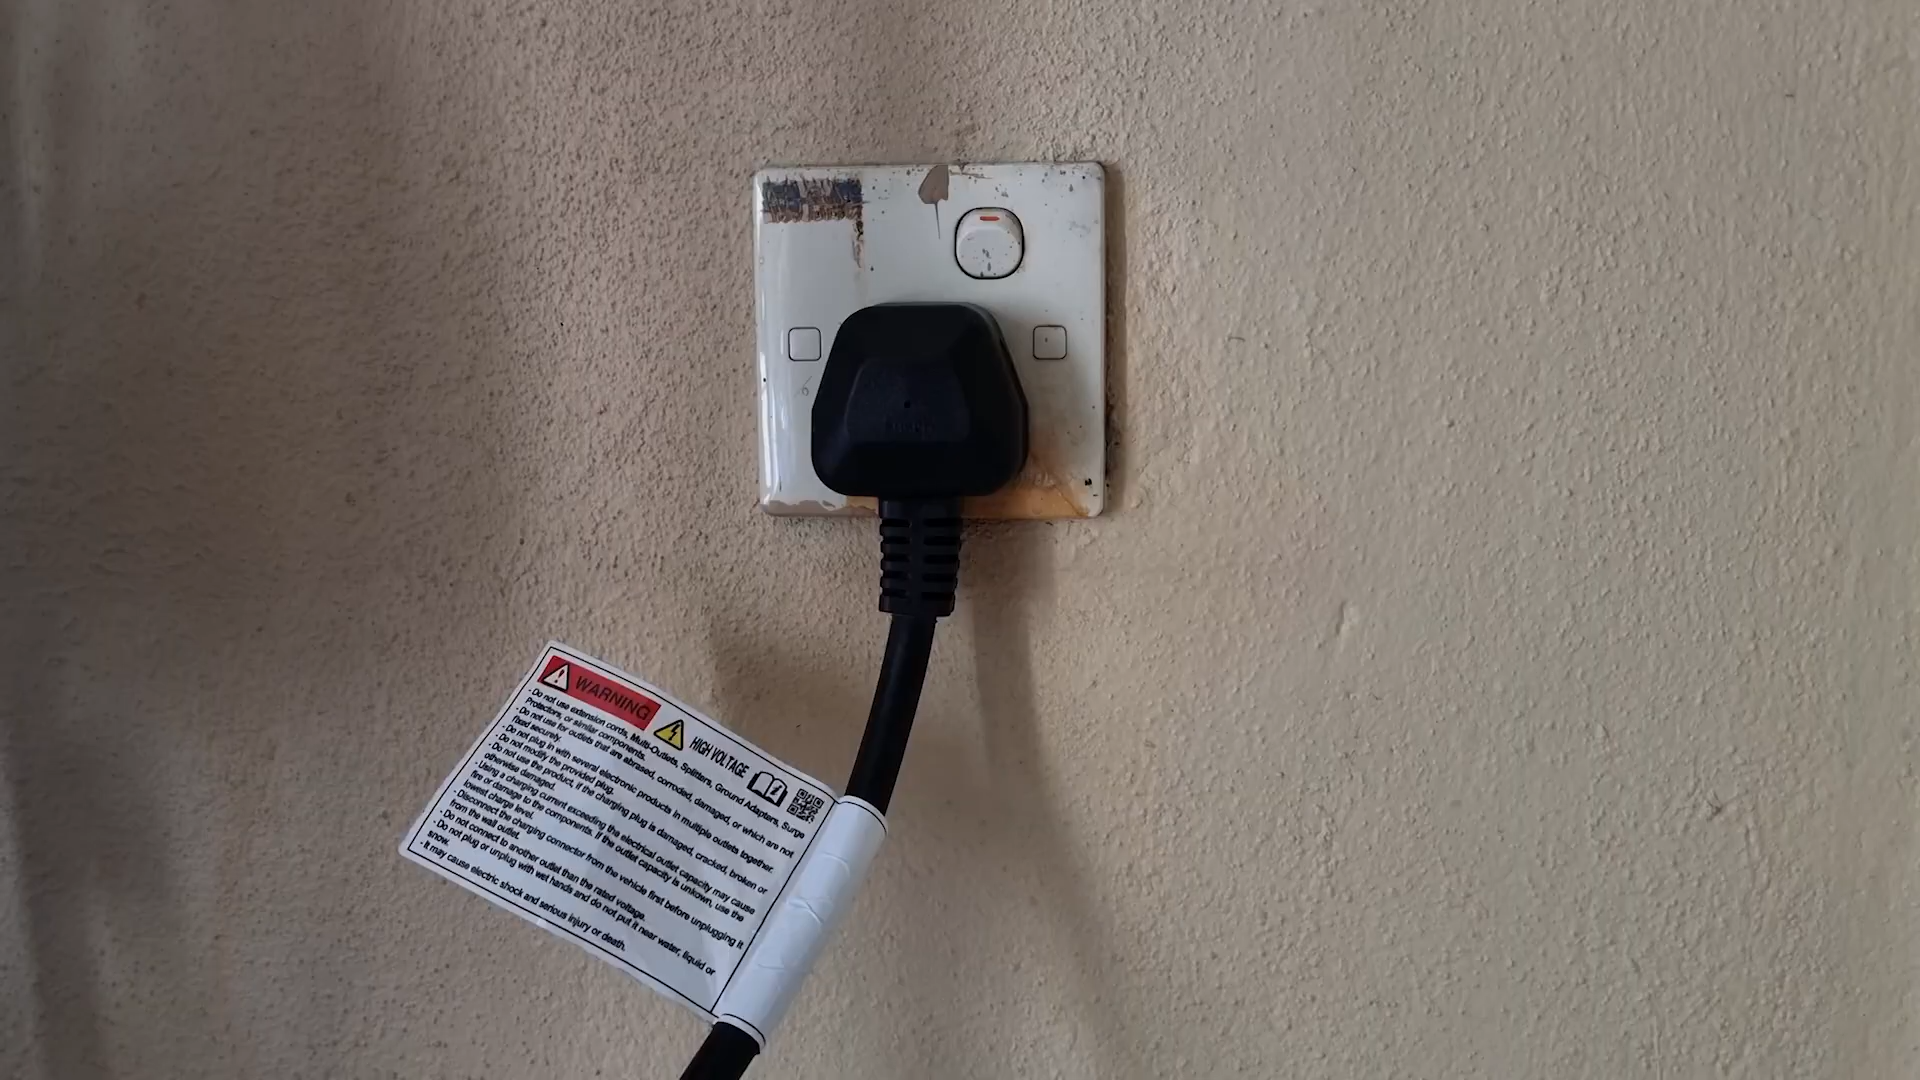 WARNING HIGH VOLTAGE
- Do not use extension cords, Multi-Outlets, Splitters, Ground Adapters, Surge
Protectors, or similar components.
- Do not use for outlets that are abrased, corroded, damaged, or which are not
fixed securely.
- Do not plug in with several electronic products in multiple outlets together.
- Do not modify the provided plug.
- Do not use the product, if the charging plug is damaged, cracked, broken or
otherwise damaged.
- Using a charging current exceeding the electrical outlet capacity may cause
fire or damage to the components. If the outlet capacity is unkown, use the
lowest charge level.
- Disconnect the charging connector from the vehicle first before unplugging it
from the wall outlet.
- Do not connect to another outlet than the rated voltage.
- Do not plug or unplug with wet hands and do not put it near water, liquid or
snow.
- It may cause electric shock and serious injury or death.